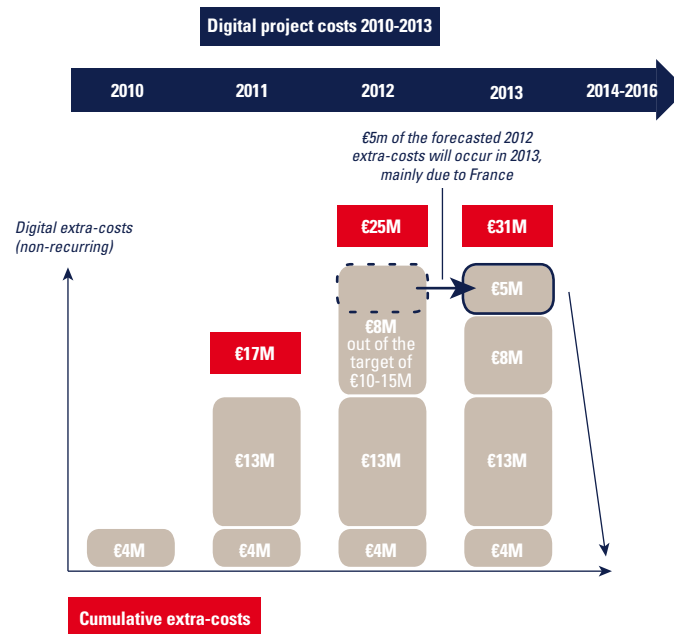 Digital project costs 2010-2013
2010 2011 2012 2013 2014-2016
€5m of the forecasted 2012
extra-costs will occur in 2013,
mainly due to France
Digital extra-costs
(non-recurring)
€25M €31M
€5M
€8M
out of the
target of
€10-15M
€8M
€17M
€13M €13M €13M
€4M €4M €4M €4M
Cumulative extra-costs